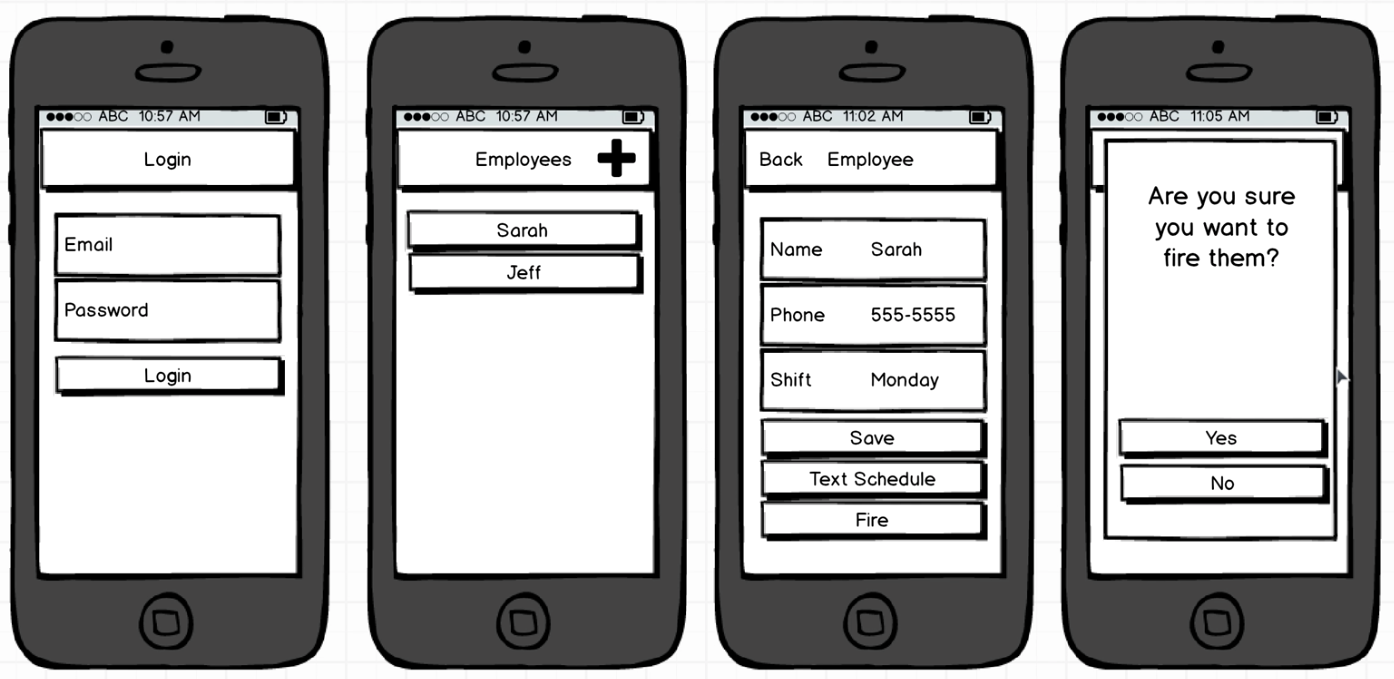 ABC 10:57 AM
Login
Email
Password
Login
ABC 10:57 AM
Employees
Sarah
Jeff
ABC 11:02 AM
Back Employee
Name Sarah
Phone 555-5555
Shift Monday
Save
Text Schedule
Fire
ABC 11:05 AM
Are you sure
you want to
fire them?
Yes
No